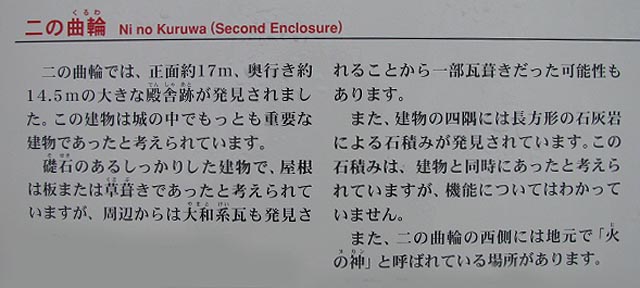 二の曲輪 Ni no Kuruwa (Second Enclosure)
二の曲輪では、正面約17m、奥行き約
14.5mの大きな殿舎跡が発見されまし
た。この建物は城の中でもっとも重要な
建物であったと考えられています。
礎石のあるしっかりした建物で、屋根
は板または草葺きであったと考えられて
いますが、周辺からは大和系瓦も発見さ
れることから一部瓦葺きだった可能性も
あります。
また、建物の四隅には長方形の石灰岩
による石積みが発見されています。この
石積みは、建物と同時にあったと考えら
れていますが、機能についてはわかって
いません。
また、二の曲輪の西側には地元で「火
の神」と呼ばれている場所があります。